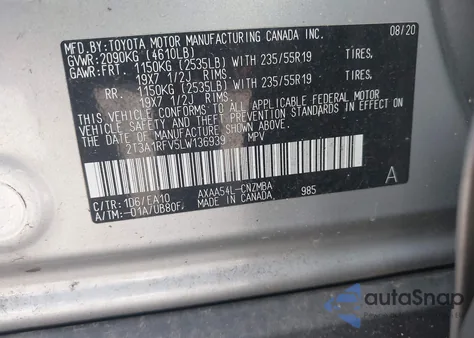 MFD. BY: TOYOTA MOTOR MANUFACTURING CANADA INC. 08/20
GVWR: 2090KG (4610LB)
GAWR: FRT. 1150KG (2535LB) WITH 235/55R19 TIRES,
19X7 1/2J RIMS.
RR. 1150KG (2535LB) WITH 235/55R19 TIRES,
19X7 1/2J RIMS.
THIS VEHICLE CONFORMS TO ALL APPLICABLE FEDERAL MOTOR
VEHICLE SAFETY, BUMPER, AND THEFT PREVENTION STANDARDS
IN EFFECT ON THE DATE OF MANUFACTURE SHOWN ABOVE.
2T3A1RFV5LW136939 MPV
A
C/TR: 1D6/EA10 AXAA54L-CNZMBA 985
A/TM: -01A/UB80F MADE IN CANADA
autoSnap